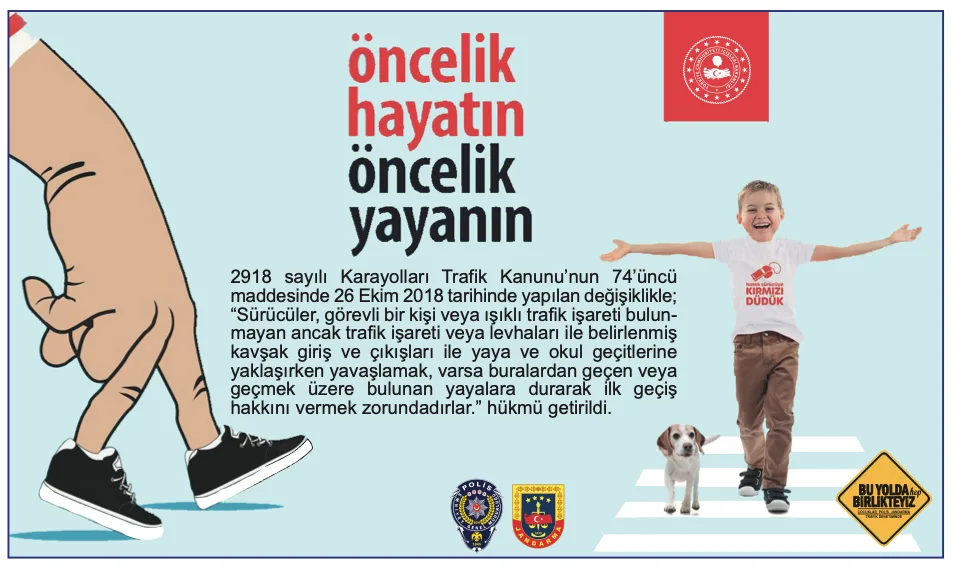 öncelik
hayatın
öncelik
yayanın
2918 sayılı Karayolları Trafik Kanunu’nun 74’üncü
maddesinde 26 Ekim 2018 tarihinde yapılan değişiklikle;
“Sürücüler, görevli bir kişi veya ışıklı trafik işareti bulun-
mayan ancak trafik işareti veya levhaları ile belirlenmiş
kavşak giriş ve çıkışları ile yaya ve okul geçitlerine
yaklaşırken yavaşlamak, varsa buralardan geçen veya
geçmek üzere bulunan yayalara durarak ilk geçiş
hakkını vermek zorundadırlar.” hükmü getirildi.
hatalı sürücüye
KIRMIZI
DÜDÜK
POLİS
JANDARMA
BU YOLDA hep
BİRLİKTEYİZ